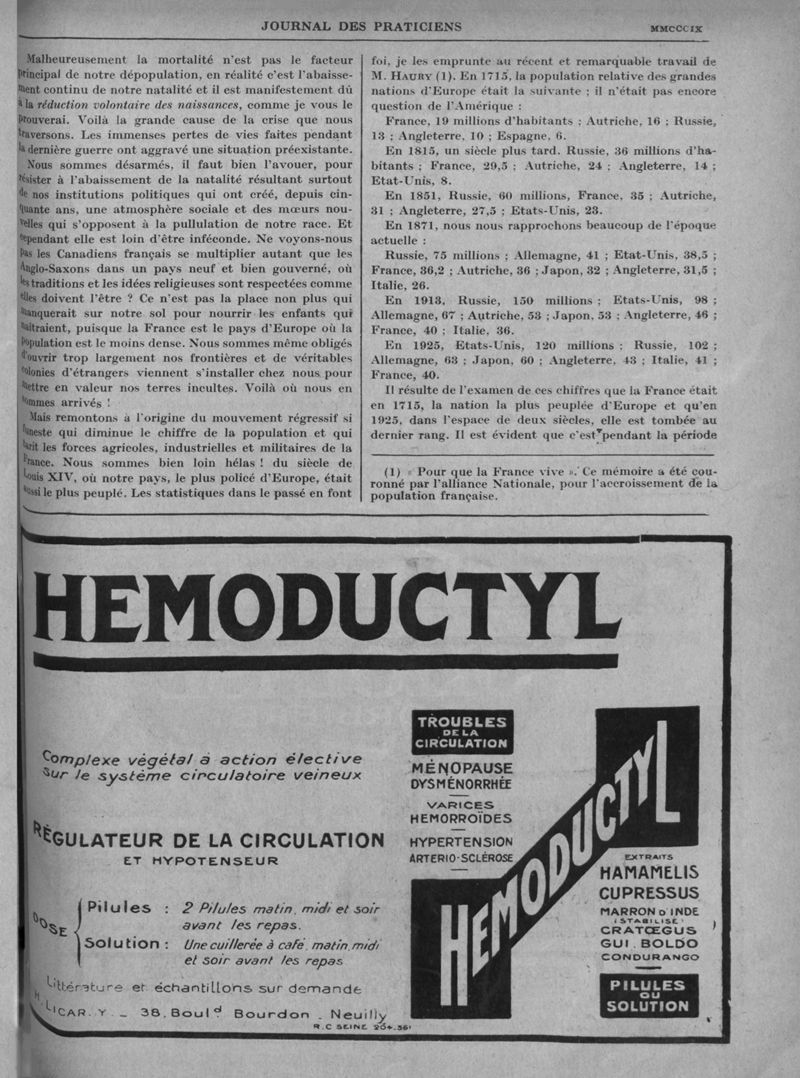 JOURNAL DES PRATICIENS
MMCCCIX
Malheureusement la mortalité n'est pas le facteur
principal de notre dépopulation, en réalité c'est l'abaisse-
ment continu de notre natalité et il est manifestement dû
à la réduction volontaire des naissances, comme je vous le
prouverai. Voilà la grande cause de la crise que nous
traversons. Les immenses pertes de vies faites pendant
la dernière guerre ont aggravé une situation préexistante.
Nous sommes désarmés, il faut bien l'avouer, pour
résister à l'abaissement de la natalité résultant surtout
de nos institutions politiques qui ont créé, depuis cin-
quante ans, une atmosphère sociale et des mœurs nou-
velles qui s'opposent à la pullulation de notre race. Et
cependant elle est loin d'être inféconde. Ne voyons-nous
pas les Canadiens français se multiplier autant que les
Anglo-Saxons dans un pays neuf et bien gouverné, où
les traditions et les idées religieuses sont respectées comme
elles doivent l'être ? Ce n'est pas la place non plus qui
manquerait sur notre sol pour nourrir les enfants qui
naîtraient, puisque la France est le pays d'Europe où la
population est le moins dense. Nous sommes même obligés
d'ouvrir trop largement nos frontières et de véritables
colonies d'étrangers viennent s'installer chez nous pour
mettre en valeur nos terres incultes. Voilà où nous en
sommes arrivés !
Mais remontons à l'origine du mouvement régressif si
funeste qui diminue le chiffre de la population et qui
tarit les forces agricoles, industrielles et militaires de la
France. Nous sommes bien loin hélas ! du siècle de
Louis XIV, où notre pays, le plus policé d'Europe, était
aussi le plus peuplé. Les statistiques dans le passé en font
foi, je les emprunte au récent et remarquable travail de
M. HAURY (1). En 1715, la population relative des grandes
nations d'Europe était la suivante ; il n'était pas encore
question de l'Amérique :
France, 19 millions d'habitants ; Autriche, 16 ; Russie,
13 ; Angleterre, 10 ; Espagne, 6.
En 1815, un siècle plus tard. Russie, 36 millions d'ha-
bitants ; France, 29,5 ; Autriche, 24 ; Angleterre, 14 ;
Etat-Unis, 8.
En 1851, Russie, 60 millions, France, 35 ; Autriche,
31 ; Angleterre, 27,5 ; Etats-Unis, 23.
En 1871, nous nous rapprochons beaucoup de l'époque
actuelle :
Russie, 75 millions ; Allemagne, 41 ; Etat-Unis, 38,5 ;
France, 36,2 ; Autriche, 36 ; Japon, 32 ; Angleterre, 31,5 ;
Italie, 26.
En 1913, Russie, 150 millions ; Etats-Unis, 98 ;
Allemagne, 67 ; Autriche, 53 ; Japon, 53 ; Angleterre, 46 ;
France, 40 ; Italie, 36.
En 1925, Etats-Unis, 120 millions ; Russie, 102 ;
Allemagne, 63 ; Japon, 60 ; Angleterre, 43 ; Italie, 41 ;
France, 40.
Il résulte de l'examen de ces chiffres que la France était
en 1715, la nation la plus peuplée d'Europe et qu'en
1925, dans l'espace de deux siècles, elle est tombée au
dernier rang. Il est évident que c'est pendant la période
(1) « Pour que la France vive ». Ce mémoire a été cou-
ronné par l'alliance Nationale, pour l'accroissement de la
population française.
HEMODUCTYL
Complexe végétal à action élective
sur le système circulatoire veineux
RÉGULATEUR DE LA CIRCULATION
ET HYPOTENSEUR
DOSE
Pilules : 2 Pilules matin, midi et soir
avant les repas.
Solution : Une cuillerée à café, matin, midi
et soir avant les repas
Littérature et échantillons sur demande
LICAR. Y. _ 38, Boul.d Bourdon . Neuilly
R.C SEINE
TROUBLES
DE LA
CIRCULATION
MÉNOPAUSE
DYSMÉNORRHÉE
VARICES
HEMORROÏDES
HYPERTENSION
ARTERIO-SCLÉROSE
HEMODUCTYL
EXTRAITS
HAMAMELIS
CUPRESSUS
MARRON D'INDE
(STABILISÉ)
CRATŒGUS
GUI. BOLDO
CONDURANGO
PILULES
OU
SOLUTION